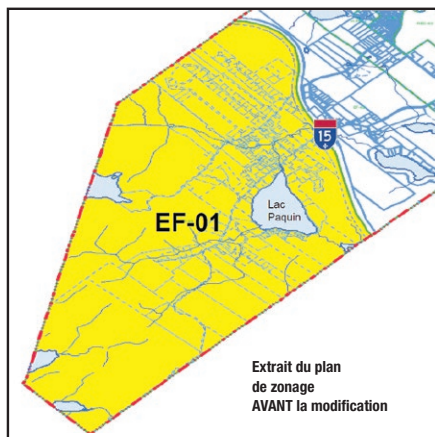 15
Lac
Paquin
EF-01
Extrait du plan
de zonage
AVANT la modification